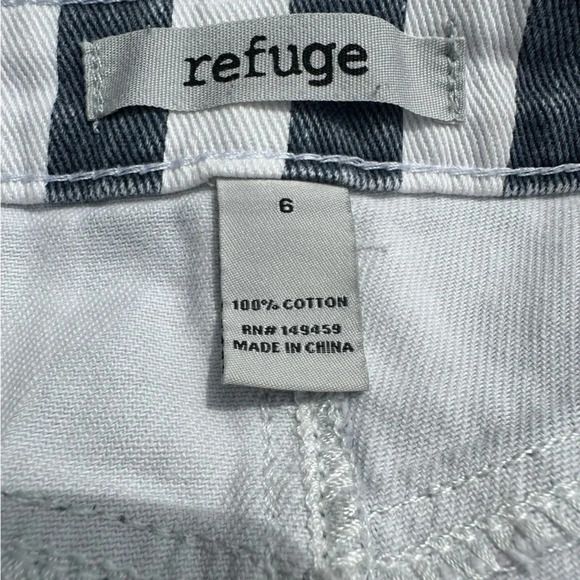 refuge
6
100% COTTON
RN# 149459
MADE IN CHINA